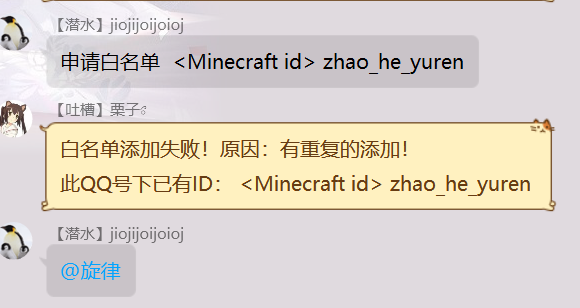 【潜水】jiojijoijoioj
申请白名单  <Minecraft id> zhao_he_yuren
【吐槽】栗子♂
白名单添加失败！原因：有重复的添加！
此QQ号下已有ID： <Minecraft id> zhao_he_yuren
【潜水】jiojijoijoioj
@旋律